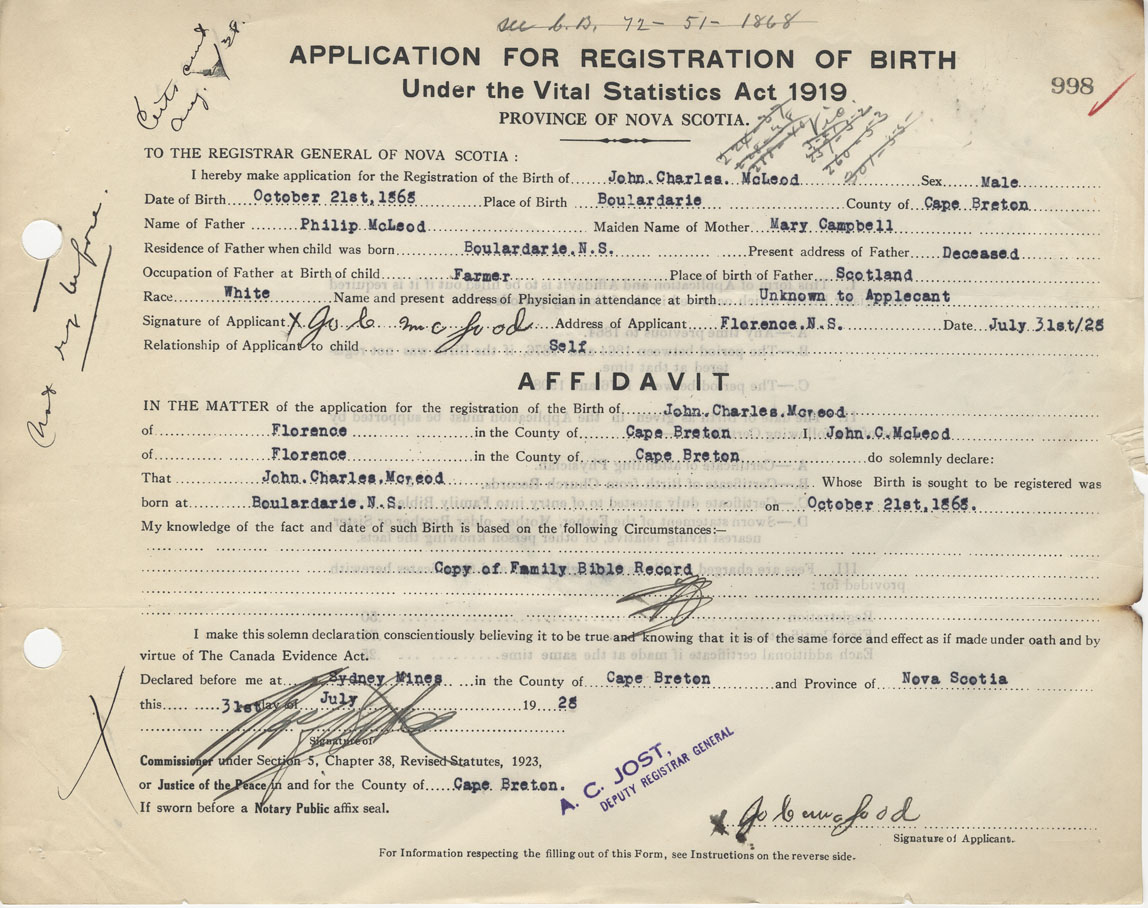 see C.B. 72-51-1868
APPLICATION FOR REGISTRATION OF BIRTH
Under the Vital Statistics Act 1919
PROVINCE OF NOVA SCOTIA.
998
Certs sent
Aug. 28.
TO THE REGISTRAR GENERAL OF NOVA SCOTIA :
I hereby make application for the Registration of the Birth of John.Charles. McLeod Sex Male
Date of Birth October 21st,1868 Place of Birth Boulardarie County of Cape Breton
Name of Father Philip McLeod Maiden Name of Mother Mary Campbell
Residence of Father when child was born Boulardarie.N.S. Present address of Father Deceased
Occupation of Father at Birth of child Farmer Place of birth of Father Scotland
Race White Name and present address of Physician in attendance at birth Unknown to Applecant
Signature of Applicant X Address of Applicant Florence.N.S. Date July 31st/28
Relationship of Applicant to child Self
Not reg before.
AFFIDAVIT
IN THE MATTER of the application for the registration of the Birth of John.Charles.Mcleod
of Florence in the County of Cape Breton I, John.C.McLeod
of Florence in the County of Cape Breton do solemnly declare:
That John.Charles.Mcleod Whose Birth is sought to be registered was
born at Boulardarie.N.S. on October 21st,1868.
My knowledge of the fact and date of such Birth is based on the following Circumstances:—
Copy of Family Bible Record
I make this solemn declaration conscientiously believing it to be true and knowing that it is of the same force and effect as if made under oath and by
virtue of The Canada Evidence Act.
Declared before me at Sydney Mines in the County of Cape Breton and Province of Nova Scotia
this 31st day of July 19 28
Signature of
Commissioner under Section 5, Chapter 38, Revised Statutes, 1923,
or Justice of the Peace in and for the County of Cape Breton.
If sworn before a Notary Public affix seal.
A. C. JOST,
DEPUTY REGISTRAR GENERAL
X
Signature of Applicant.
For Information respecting the filling out of this Form, see Instructions on the reverse side.